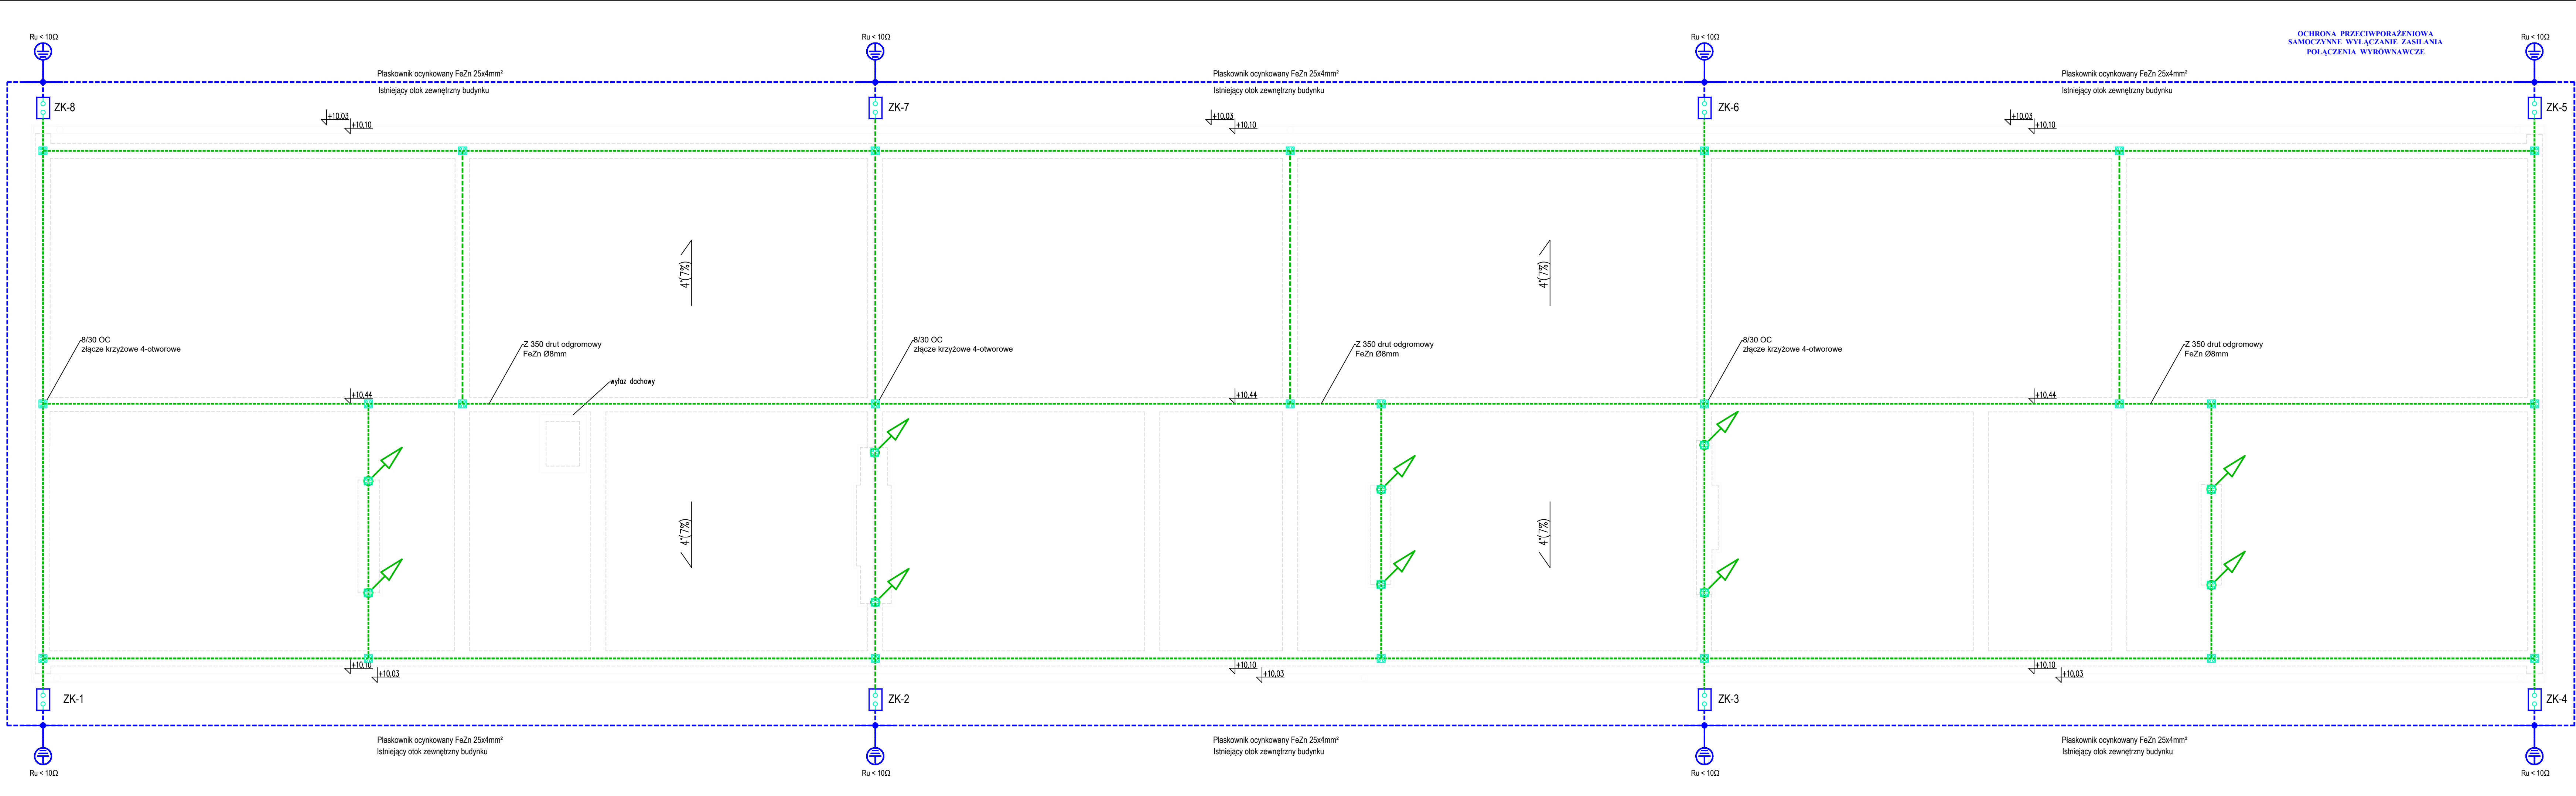 Ru < 10Ω
Ru < 10Ω
Ru < 10Ω
Ru < 10Ω
OCHRONA PRZECIWPORAŻENIOWA
SAMOCZYNNE WYŁĄCZANIE ZASILANIA
POŁĄCZENIA WYRÓWNAWCZE
Płaskownik ocynkowany FeZn 25x4mm²
Istniejący otok zewnętrzny budynku
Płaskownik ocynkowany FeZn 25x4mm²
Istniejący otok zewnętrzny budynku
Płaskownik ocynkowany FeZn 25x4mm²
Istniejący otok zewnętrzny budynku
ZK-8
ZK-7
ZK-6
ZK-5
+10,03
+10,10
+10,03
+10,10
+10,03
+10,10
4°(7%)
4°(7%)
8/30 OC
złącze krzyżowe 4-otworowe
Z 350 drut odgromowy
FeZn Ø8mm
8/30 OC
złącze krzyżowe 4-otworowe
Z 350 drut odgromowy
FeZn Ø8mm
8/30 OC
złącze krzyżowe 4-otworowe
Z 350 drut odgromowy
FeZn Ø8mm
wyłaz dachowy
+10,44
+10,44
+10,44
4°(7%)
4°(7%)
+10,10
+10,03
+10,10
+10,03
+10,10
+10,03
ZK-1
ZK-2
ZK-3
ZK-4
Płaskownik ocynkowany FeZn 25x4mm²
Istniejący otok zewnętrzny budynku
Płaskownik ocynkowany FeZn 25x4mm²
Istniejący otok zewnętrzny budynku
Płaskownik ocynkowany FeZn 25x4mm²
Istniejący otok zewnętrzny budynku
Ru < 10Ω
Ru < 10Ω
Ru < 10Ω
Ru < 10Ω